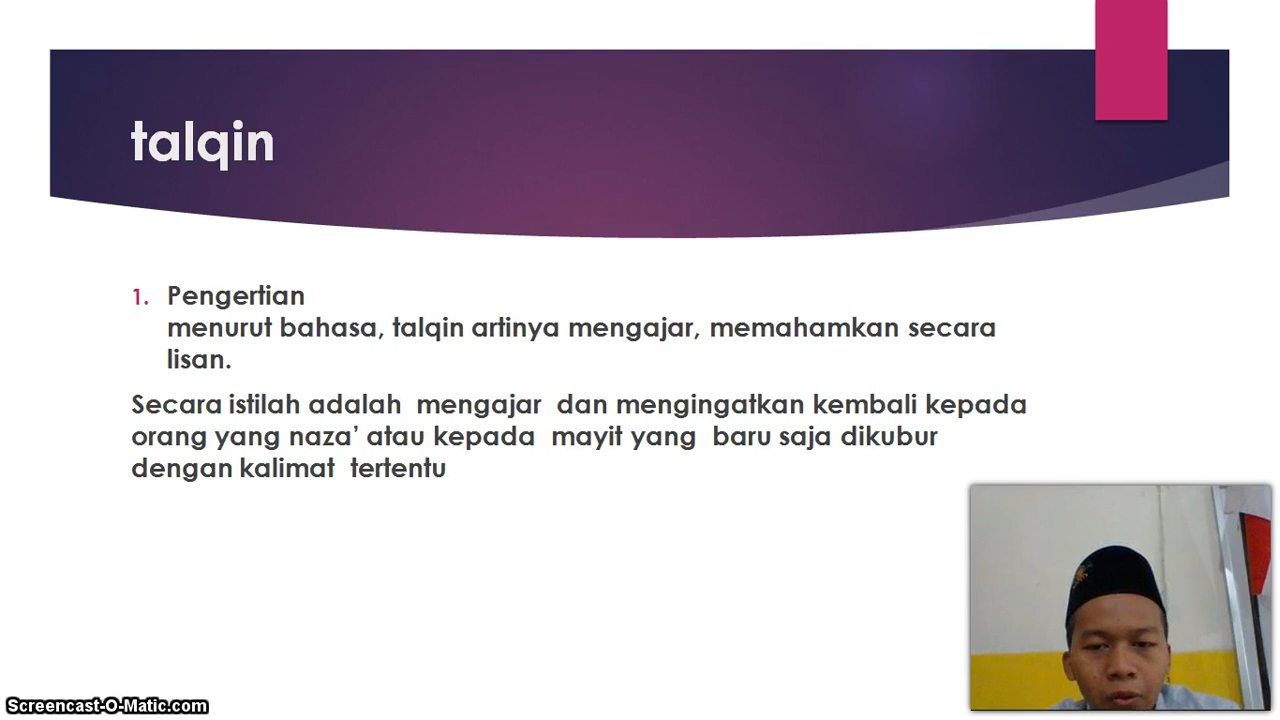 talqin
1. Pengertian
menurut bahasa, talqin artinya mengajar, memahamkan secara
lisan.
Secara istilah adalah mengajar dan mengingatkan kembali kepada
orang yang naza’ atau kepada mayit yang baru saja dikubur
dengan kalimat tertentu
Screencast-O-Matic.com